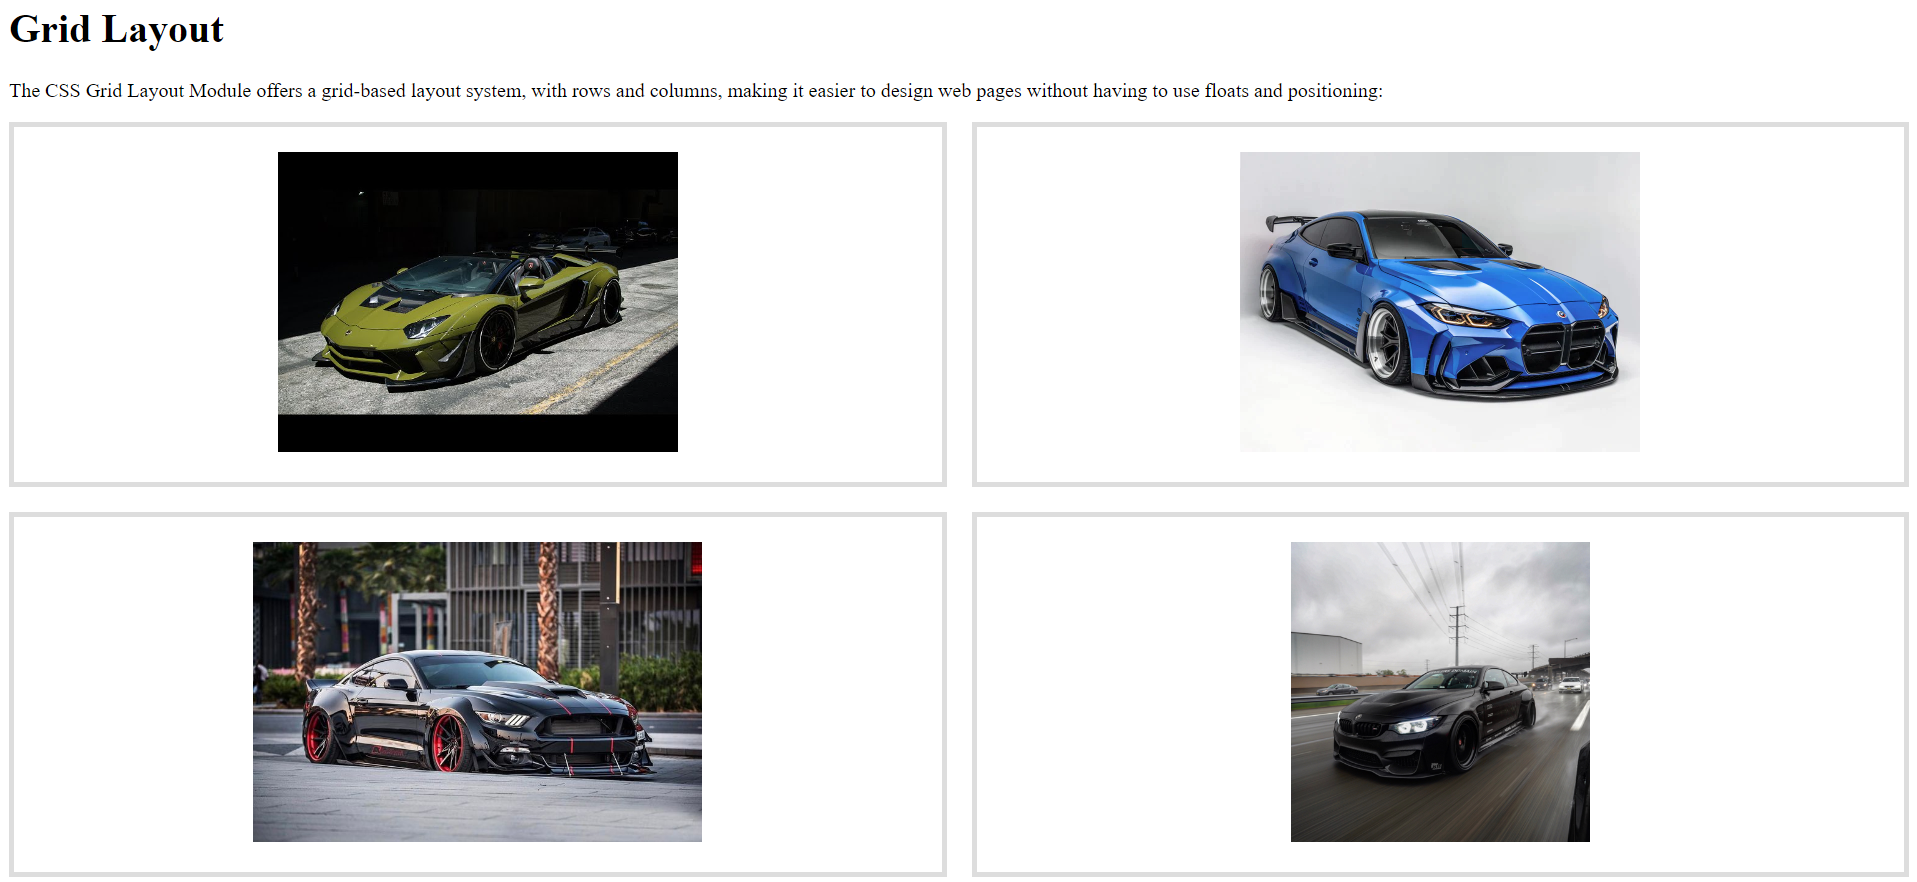 Grid Layout
The CSS Grid Layout Module offers a grid-based layout system, with rows and columns, making it easier to design web pages without having to use floats and positioning: